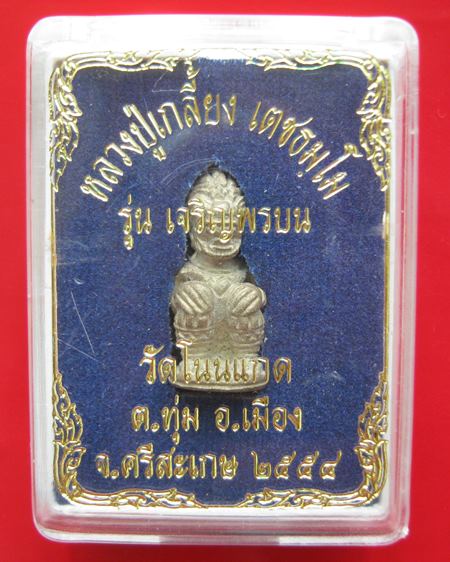 หลวงปู่เกลี้ยง เตชธมฺโม
รุ่น เจริญพรบน
วัดโนนแกด
ต.ทุ่ม อ.เมือง
จ.ศรีสะเกษ ๒๕๕๔